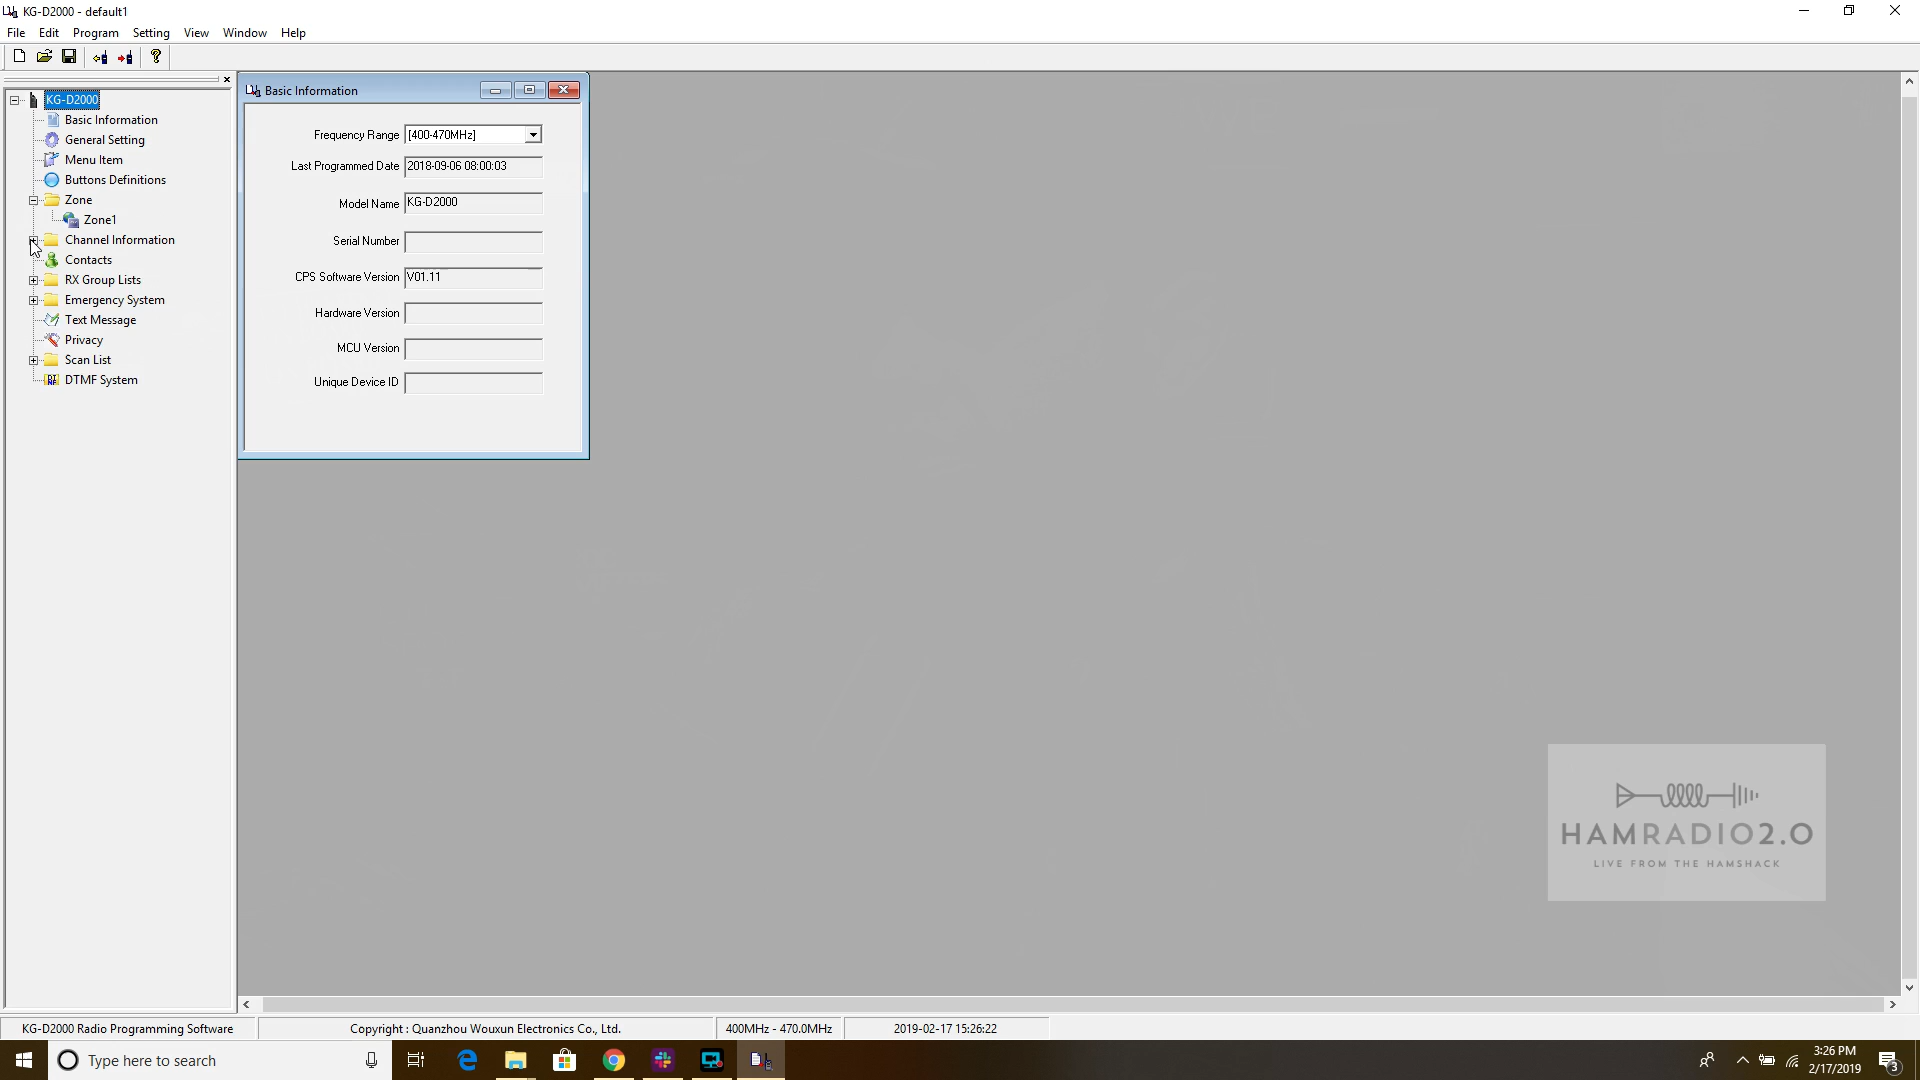 KG-D2000 - default1
File Edit Program Setting View Window Help
KG-D2000
Basic Information
General Setting
Menu Item
Buttons Definitions
Zone
Zone1
Channel Information
Contacts
RX Group Lists
Emergency System
Text Message
Privacy
Scan List
DTMF System
Basic Information
Frequency Range [400-470MHz]
Last Programmed Date 2018-09-06 08:00:03
Model Name KG-D2000
Serial Number
CPS Software Version V01.11
Hardware Version
MCU Version
Unique Device ID
HAMRADIO2.0
LIVE FROM THE HAMSHACK
KG-D2000 Radio Programming Software Copyright : Quanzhou Wouxun Electronics Co., Ltd. 400MHz - 470.0MHz 2019-02-17 15:26:22
Type here to search
3:26 PM
2/17/2019
3